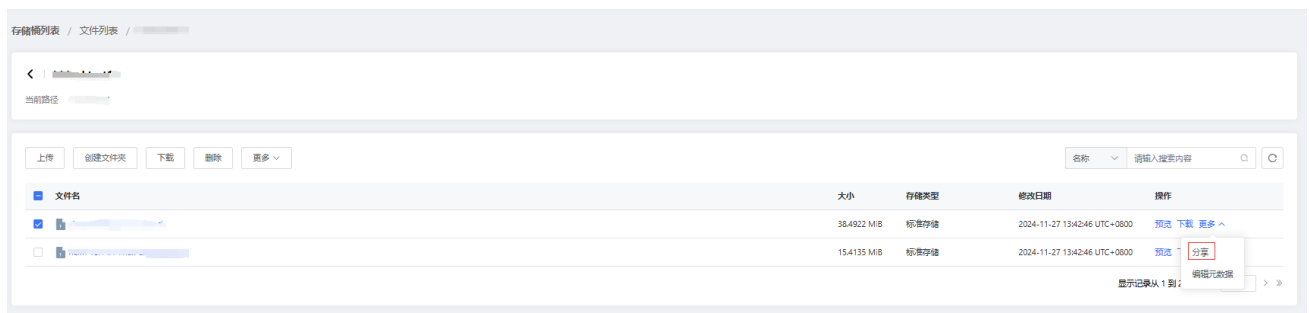 存储桶列表 / 文件列表 /
当前路径
上传 创建文件夹 下载 删除 更多
名称 请输入搜索内容
文件名 大小 存储类型 修改日期 操作
38.4922 MiB 标准存储 2024-11-27 13:42:46 UTC+0800 预览 下载 更多
15.4135 MiB 标准存储 2024-11-27 13:42:46 UTC+0800 预览
分享
编辑元数据
显示记录从 1 到